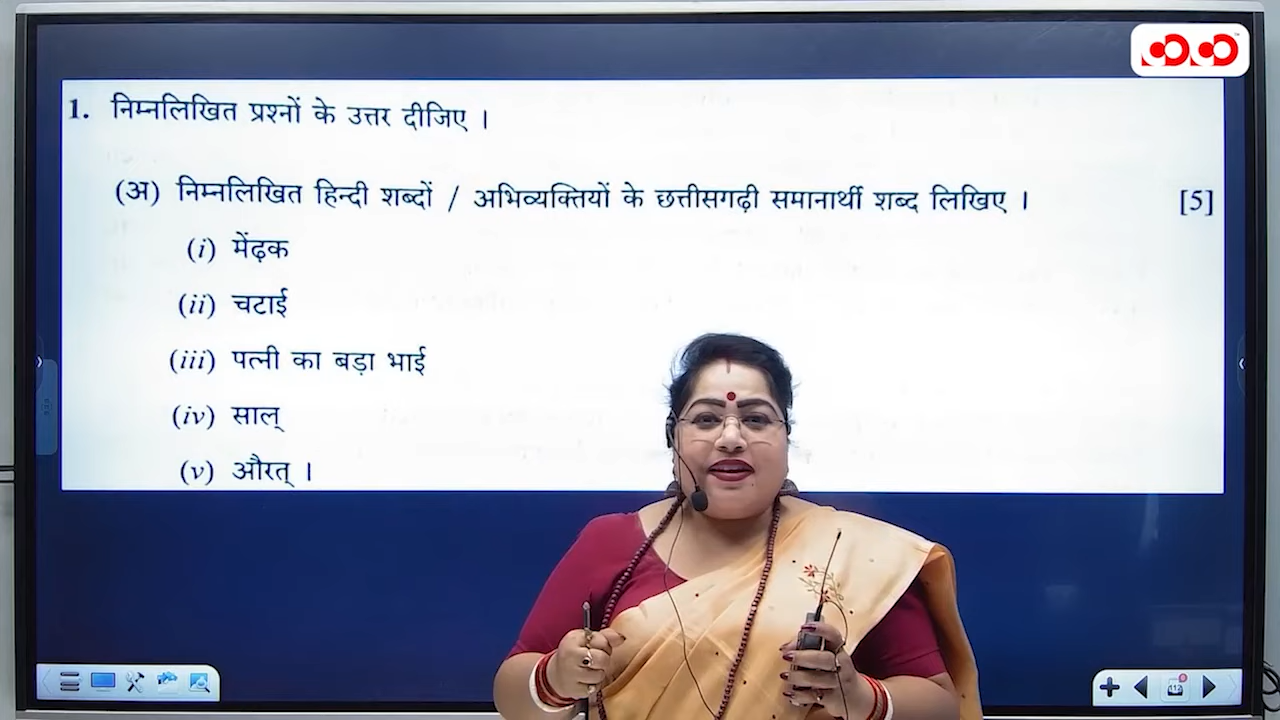 1. निम्नलिखित प्रश्नों के उत्तर दीजिए ।
(अ) निम्नलिखित हिन्दी शब्दों / अभिव्यक्तियों के छत्तीसगढ़ी समानार्थी शब्द लिखिए । [5]
(i) मेंढ़क
(ii) चटाई
(iii) पत्नी का बड़ा भाई
(iv) साल्
(v) औरत् ।